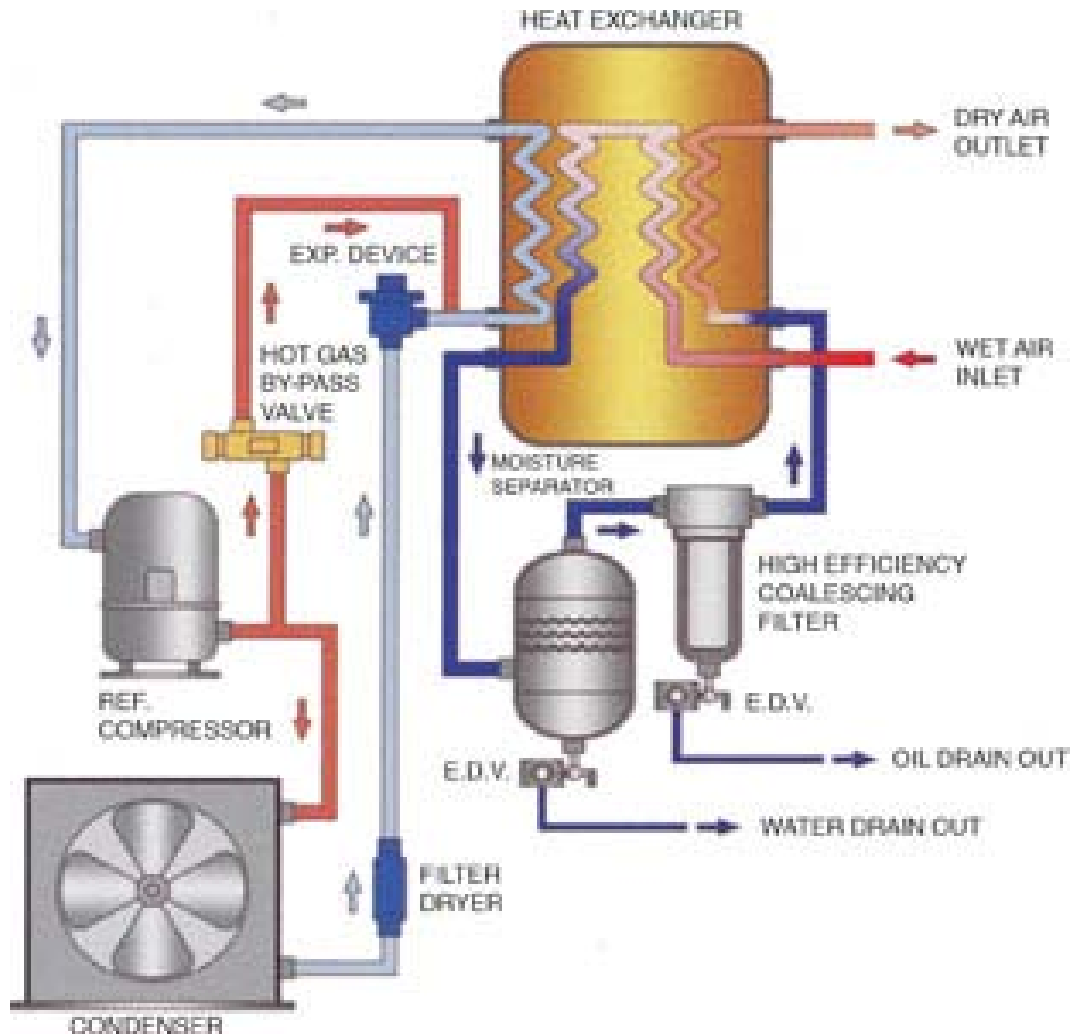 HEAT EXCHANGER
DRY AIR
OUTLET
EXP. DEVICE
HOT GAS
BY-PASS
VALVE
WET AIR
INLET
MOISTURE
SEPARATOR
HIGH EFFICIENCY
COALESCING
FILTER
REF.
COMPRESSOR
E.D.V.
OIL DRAIN OUT
E.D.V.
WATER DRAIN OUT
FILTER
DRYER
CONDENSER